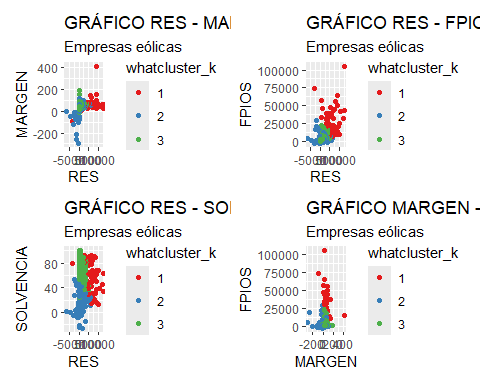 GRÁFICO RES - MAR
Empresas eólicas
MARGEN
400
200
0
-200
RES
whatcluster_k
1
2
3
GRÁFICO RES - FPIOS
Empresas eólicas
FPIOS
100000
75000
50000
25000
0
RES
whatcluster_k
1
2
3
GRÁFICO RES - SOL
Empresas eólicas
SOLVENCIA
80
40
0
RES
whatcluster_k
1
2
3
GRÁFICO MARGEN -
Empresas eólicas
FPIOS
100000
75000
50000
25000
0
MARGEN
whatcluster_k
1
2
3